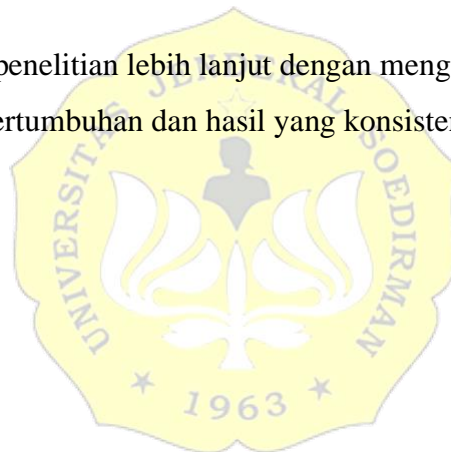 penelitian lebih lanjut dengan meng
ertumbuhan dan hasil yang konsisten
UNIVERSITAS JENDERAL SOEDIRMAN
★ 1963 ★